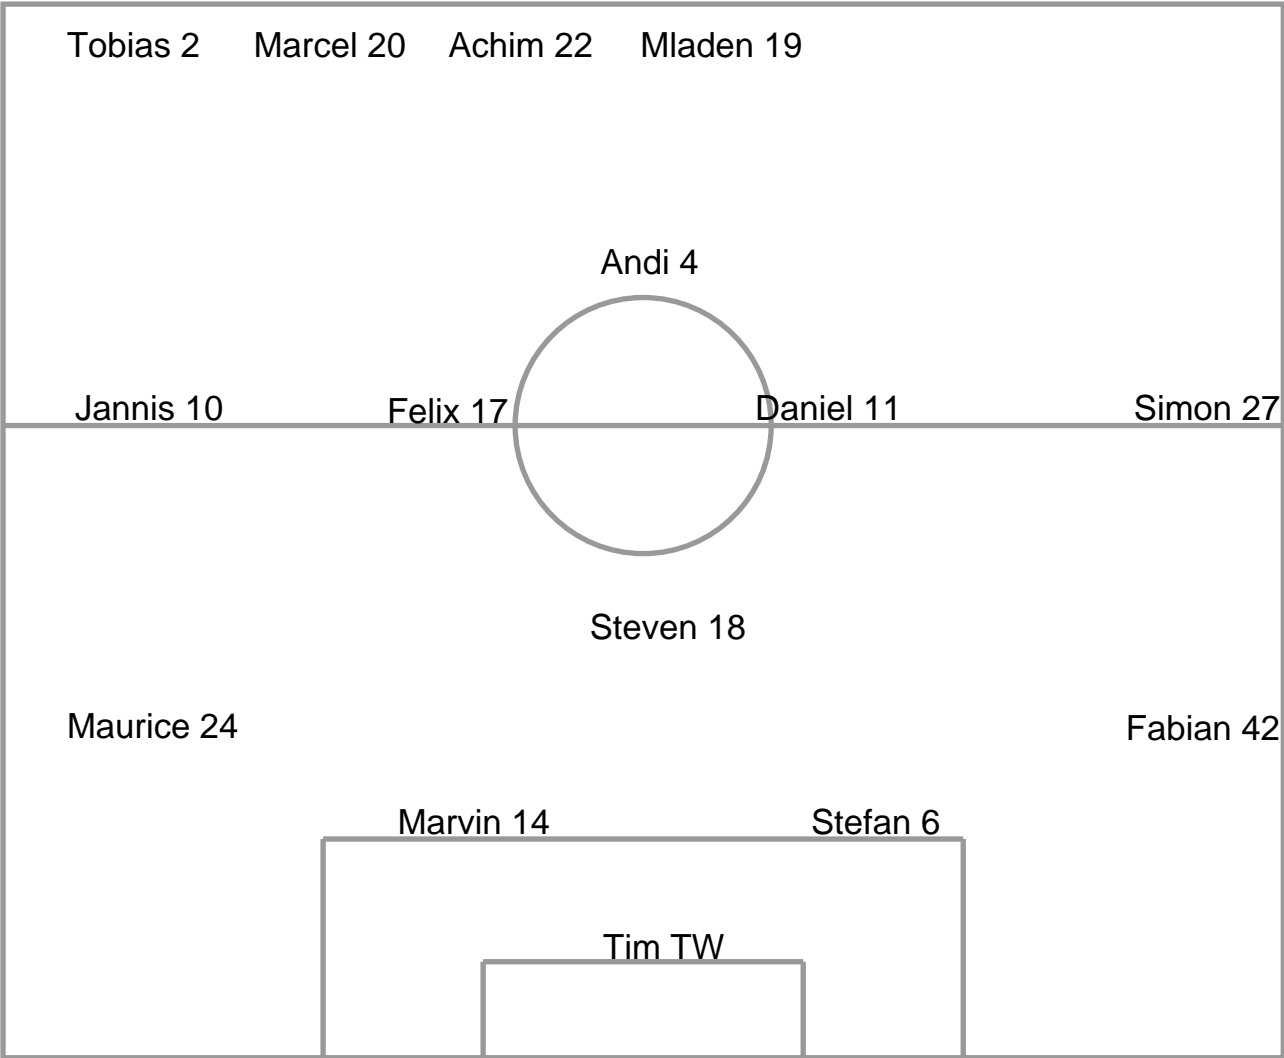 Tobias 2 Marcel 20 Achim 22 Mladen 19
Andi 4
Jannis 10 Felix 17 Daniel 11 Simon 27
Steven 18
Maurice 24 Fabian 42
Marvin 14 Stefan 6
Tim TW